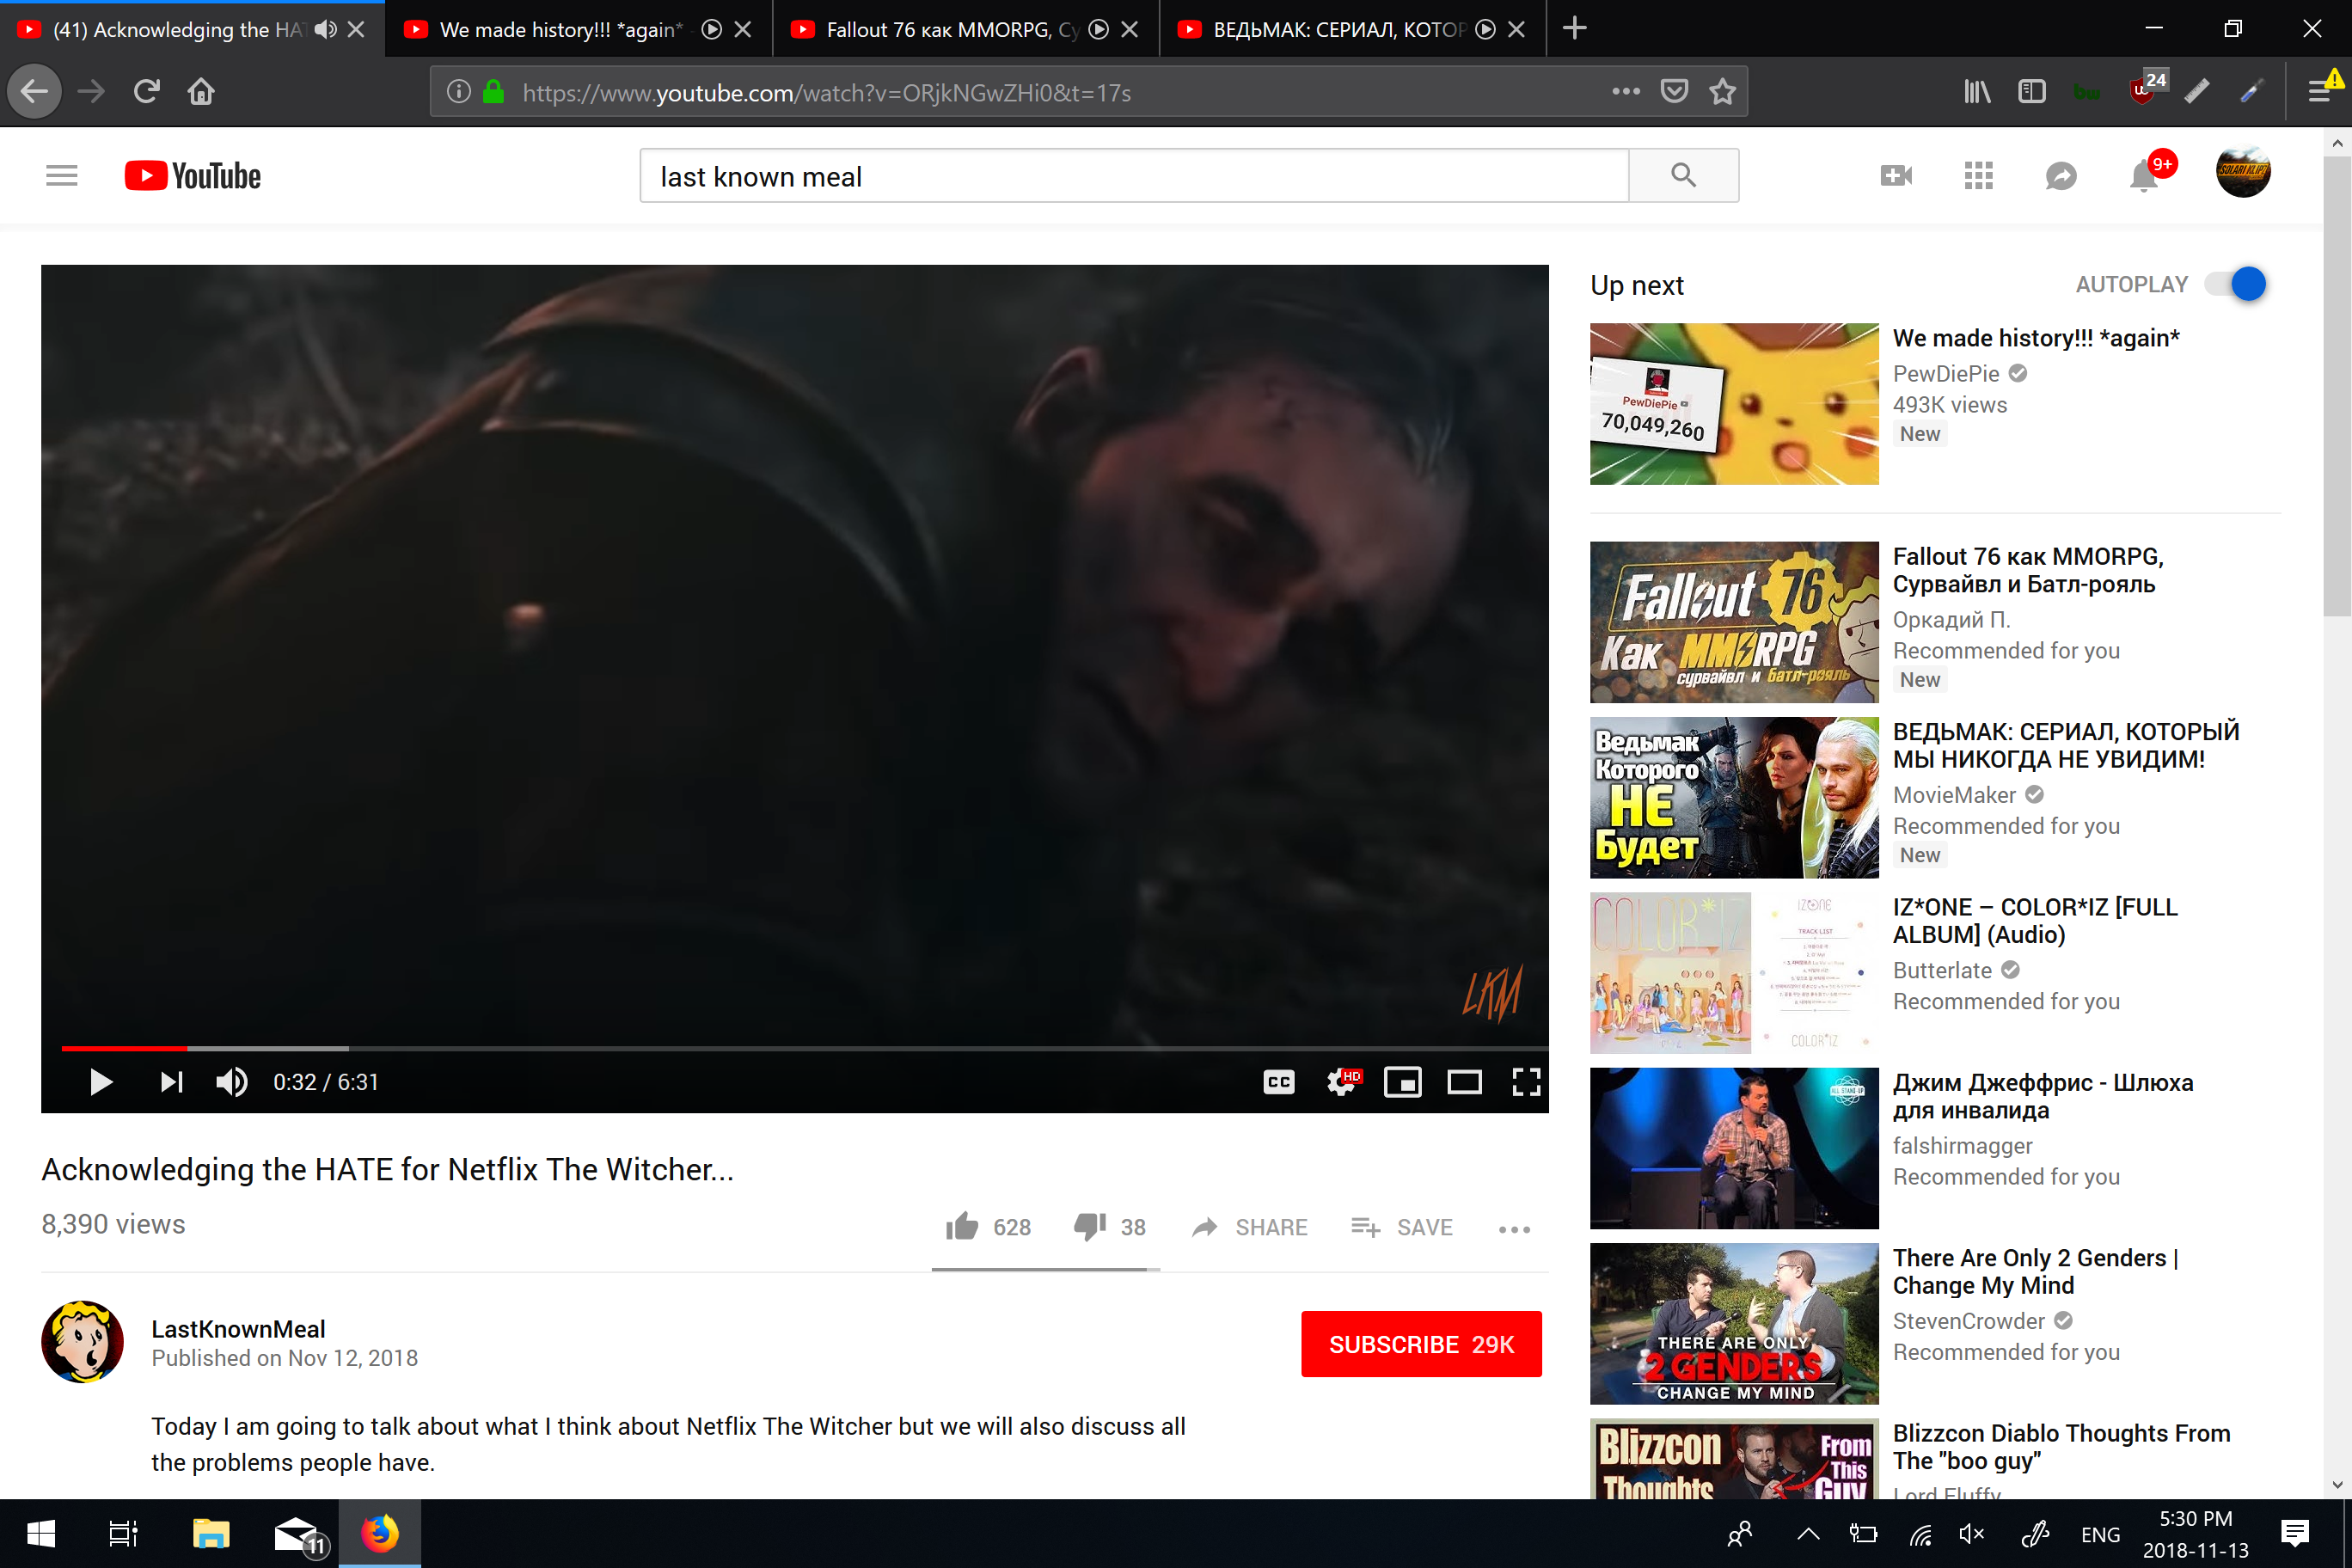 (41) Acknowledging the HA
We made history!!! *again* -
Fallout 76 как MMORPG, Су
ВЕДЬМАК: СЕРИАЛ, КОТОР
https://www.youtube.com/watch?v=ORjkNGwZHi0&t=17s
24
YouTube
last known meal
9+
LKM
0:32 / 6:31
CC
HD
Acknowledging the HATE for Netflix The Witcher...
8,390 views
628
38
SHARE
SAVE
LastKnownMeal
Published on Nov 12, 2018
SUBSCRIBE 29K
Today I am going to talk about what I think about Netflix The Witcher but we will also discuss all
the problems people have.
Up next
AUTOPLAY
PewDiePie
70,049,260
We made history!!! *again*
PewDiePie
493K views
New
Fallout 76
Как MMORPG
сурвайвл и батл-рояль
Fallout 76 как MMORPG,
Сурвайвл и Батл-рояль
Оркадий П.
Recommended for you
New
Ведьмак
Которого
НЕ
Будет
ВЕДЬМАК: СЕРИАЛ, КОТОРЫЙ
МЫ НИКОГДА НЕ УВИДИМ!
MovieMaker
Recommended for you
New
COLOR*IZ
IZ*ONE
TRACK LIST
COLOR*IZ
IZ*ONE – COLOR*IZ [FULL
ALBUM] (Audio)
Butterlate
Recommended for you
ALL STAND UP
Джим Джеффрис - Шлюха
для инвалида
falshirmagger
Recommended for you
THERE ARE ONLY
2 GENDERS
CHANGE MY MIND
There Are Only 2 Genders |
Change My Mind
StevenCrowder
Recommended for you
Blizzcon
Thoughts
From
This
GUY
Blizzcon Diablo Thoughts From
The "boo guy"
Lord Fluffy
11
ENG
5:30 PM
2018-11-13